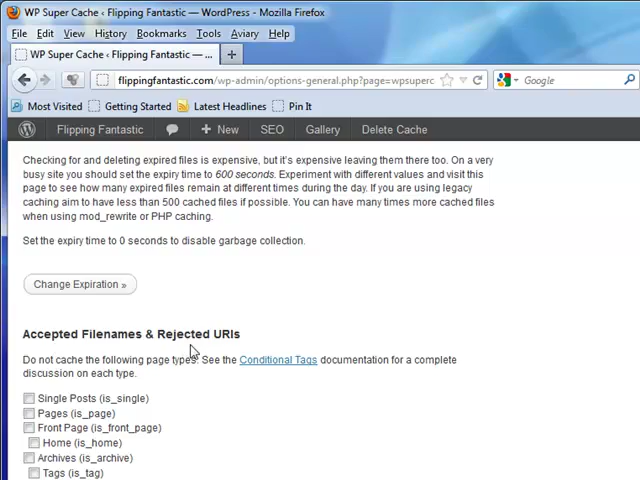 WP Super Cache ‹ Flipping Fantastic — WordPress - Mozilla Firefox
File Edit View History Bookmarks Tools Aviary Help
WP Super Cache ‹ Flipping Fantastic — ... +
flippingfantastic.com/wp-admin/options-general.php?page=wpsuperc Google
Most Visited Getting Started Latest Headlines Pin It
Flipping Fantastic + New SEO Gallery Delete Cache
Checking for and deleting expired files is expensive, but it's expensive leaving them there too. On a very
busy site you should set the expiry time to 600 seconds. Experiment with different values and visit this
page to see how many expired files remain at different times during the day. If you are using legacy
caching aim to have less than 500 cached files if possible. You can have many times more cached files
when using mod_rewrite or PHP caching.
Set the expiry time to 0 seconds to disable garbage collection.
Change Expiration »
Accepted Filenames & Rejected URIs
Do not cache the following page types. See the Conditional Tags documentation for a complete
discussion on each type.
Single Posts (is_single)
Pages (is_page)
Front Page (is_front_page)
Home (is_home)
Archives (is_archive)
Tags (is_tag)